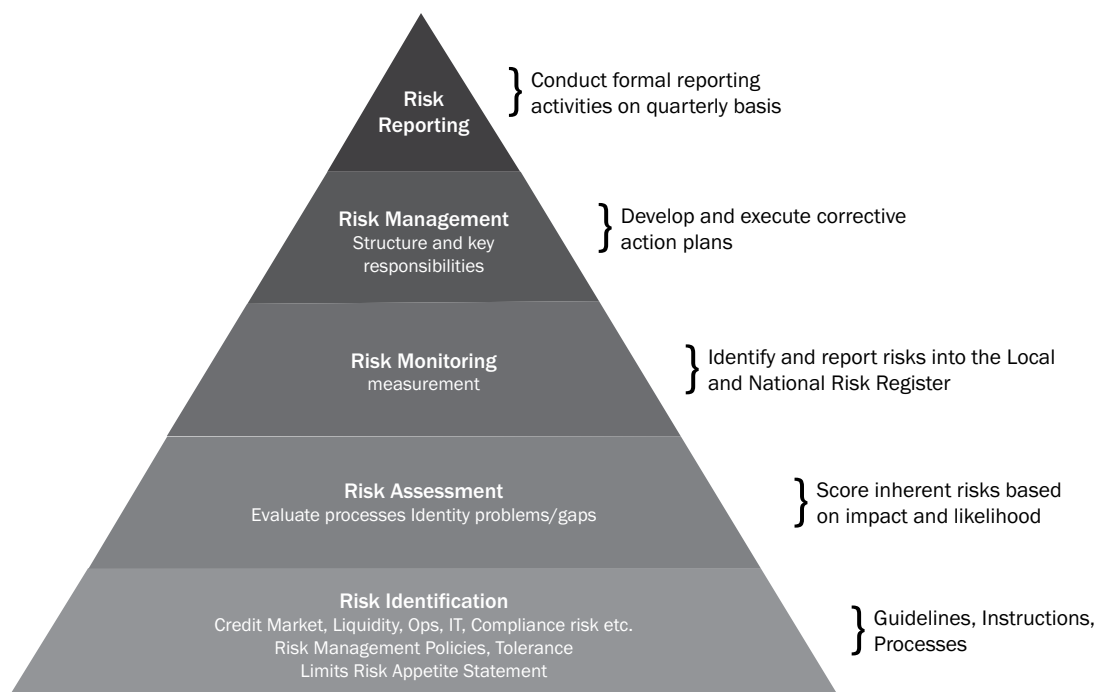 Risk
Reporting
Conduct formal reporting
activities on quarterly basis
Risk Management
Structure and key
responsibilities
Develop and execute corrective
action plans
Risk Monitoring
measurement
Identify and report risks into the Local
and National Risk Register
Risk Assessment
Evaluate processes Identity problems/gaps
Score inherent risks based
on impact and likelihood
Risk Identification
Credit Market, Liquidity, Ops, IT, Compliance risk etc.
Risk Management Policies, Tolerance
Limits Risk Appetite Statement
Guidelines, Instructions,
Processes